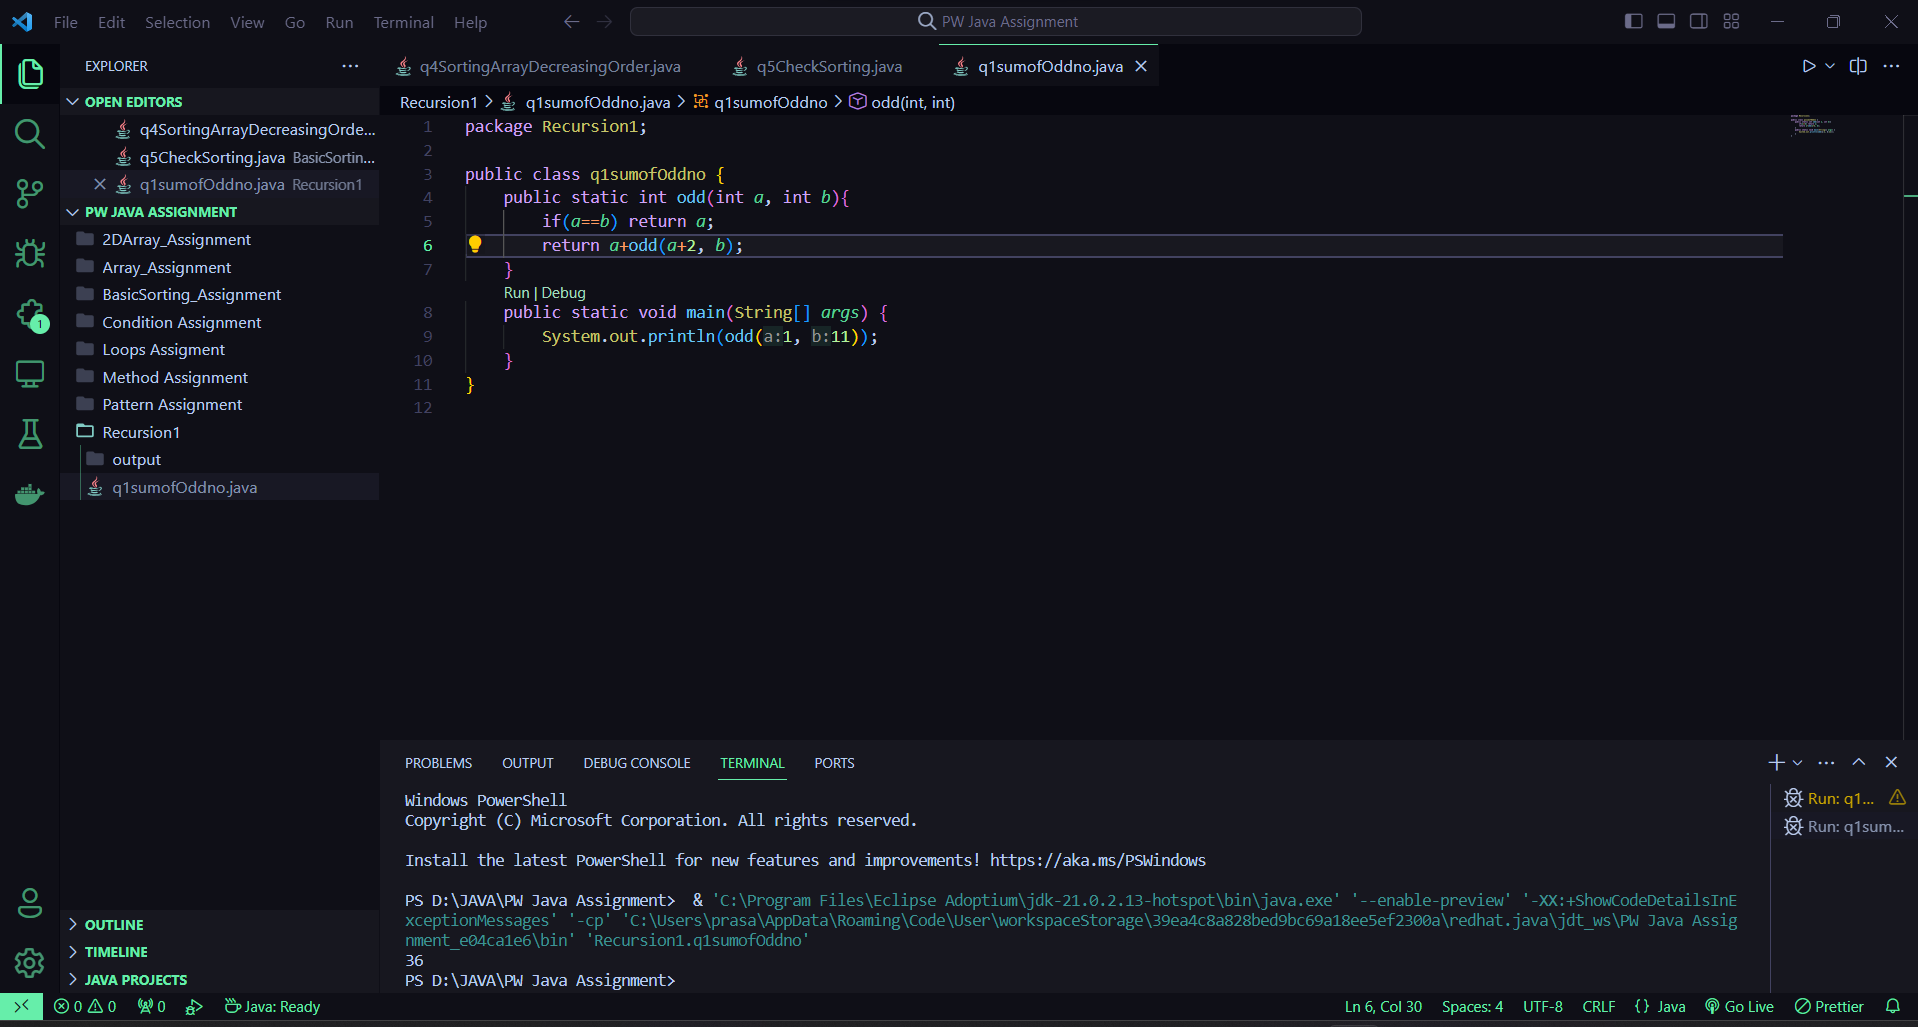 File Edit Selection View Go Run Terminal Help
PW Java Assignment
EXPLORER
OPEN EDITORS
q4SortingArrayDecreasingOrde...
q5CheckSorting.java BasicSortin...
q1sumofOddno.java Recursion1
PW JAVA ASSIGNMENT
2DArray_Assignment
Array_Assignment
BasicSorting_Assignment
Condition Assignment
Loops Assigment
Method Assignment
Pattern Assignment
Recursion1
output
q1sumofOddno.java
OUTLINE
TIMELINE
JAVA PROJECTS
1
q4SortingArrayDecreasingOrder.java q5CheckSorting.java q1sumofOddno.java
Recursion1 > q1sumofOddno.java > q1sumofOddno > odd(int, int)
1 package Recursion1;
2
3 public class q1sumofOddno {
4 public static int odd(int a, int b){
5 if(a==b) return a;
6 return a+odd(a+2, b);
7 }
Run | Debug
8 public static void main(String[] args) {
9 System.out.println(odd(a:1, b:11));
10 }
11 }
12
PROBLEMS OUTPUT DEBUG CONSOLE TERMINAL PORTS
Windows PowerShell
Copyright (C) Microsoft Corporation. All rights reserved.
Install the latest PowerShell for new features and improvements! https://aka.ms/PSWindows
PS D:\JAVA\PW Java Assignment> & 'C:\Program Files\Eclipse Adoptium\jdk-21.0.2.13-hotspot\bin\java.exe' '--enable-preview' '-XX:+ShowCodeDetailsInE
xceptionMessages' '-cp' 'C:\Users\prasa\AppData\Roaming\Code\User\workspaceStorage\39ea4c8a828bed9bc69a18ee5ef2300a\redhat.java\jdt_ws\PW Java Assig
nment_e04ca1e6\bin' 'Recursion1.q1sumofOddno'
36
PS D:\JAVA\PW Java Assignment>
Run: q1...
Run: q1sum...
0 0 0 Java: Ready Ln 6, Col 30 Spaces: 4 UTF-8 CRLF {} Java Go Live Prettier